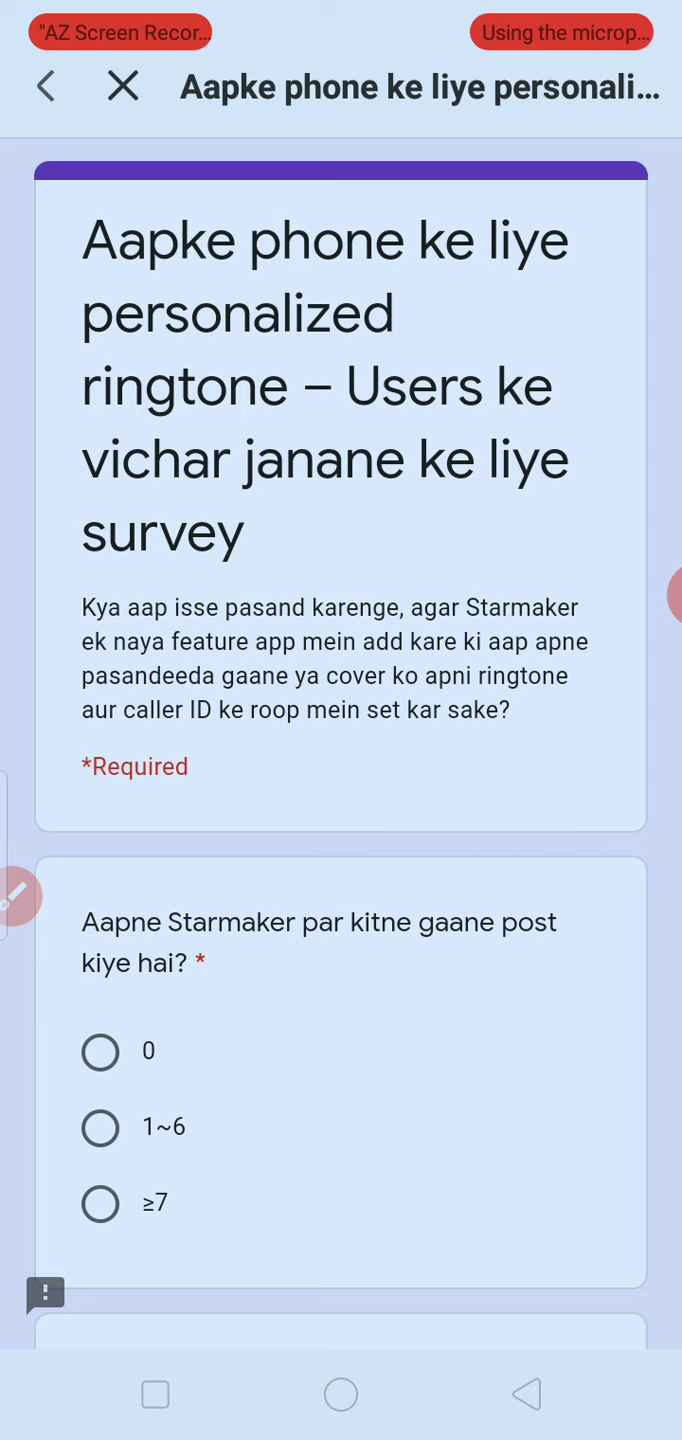 "AZ Screen Recor...
Using the microp...
Aapke phone ke liye personali...
Aapke phone ke liye
personalized
ringtone – Users ke
vichar janane ke liye
survey
Kya aap isse pasand karenge, agar Starmaker
ek naya feature app mein add kare ki aap apne
pasandeeda gaane ya cover ko apni ringtone
aur caller ID ke roop mein set kar sake?
*Required
Aapne Starmaker par kitne gaane post
kiye hai? *
0
1~6
≥7